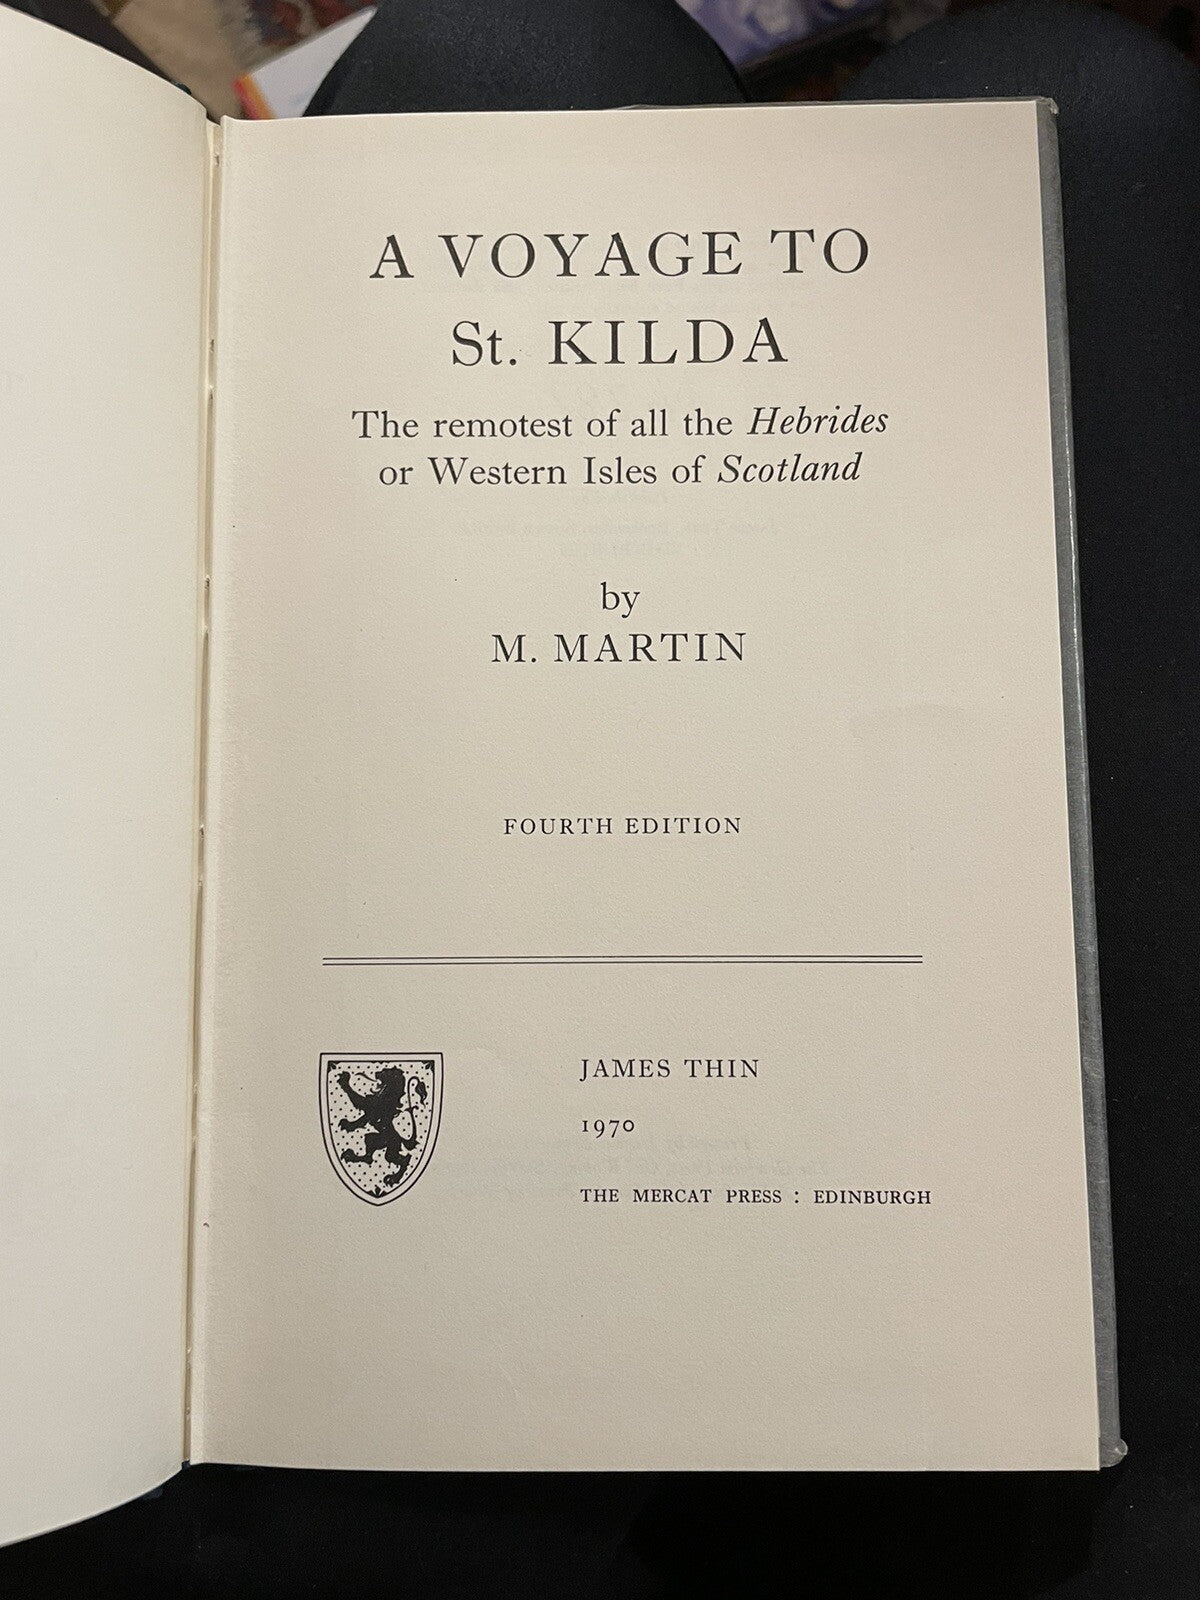 A VOYAGE TO
St. KILDA
The remotest of all the Hebrides
or Western Isles of Scotland
by
M. MARTIN
FOURTH EDITION
JAMES THIN
1970
THE MERCAT PRESS : EDINBURGH